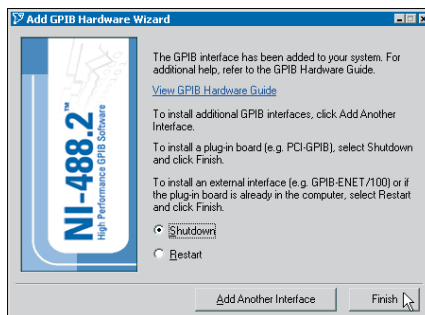 Add GPIB Hardware Wizard
NI-488.2™
High Performance GPIB Software
The GPIB interface has been added to your system. For
additional help, refer to the GPIB Hardware Guide.
View GPIB Hardware Guide
To install additional GPIB interfaces, click Add Another
Interface.
To install a plug-in board (e.g. PCI-GPIB), select Shutdown
and click Finish.
To install an external interface (e.g. GPIB-ENET/100) or if
the plug-in board is already in the computer, select Restart
and click Finish.
Shutdown
Restart
Add Another Interface
Finish